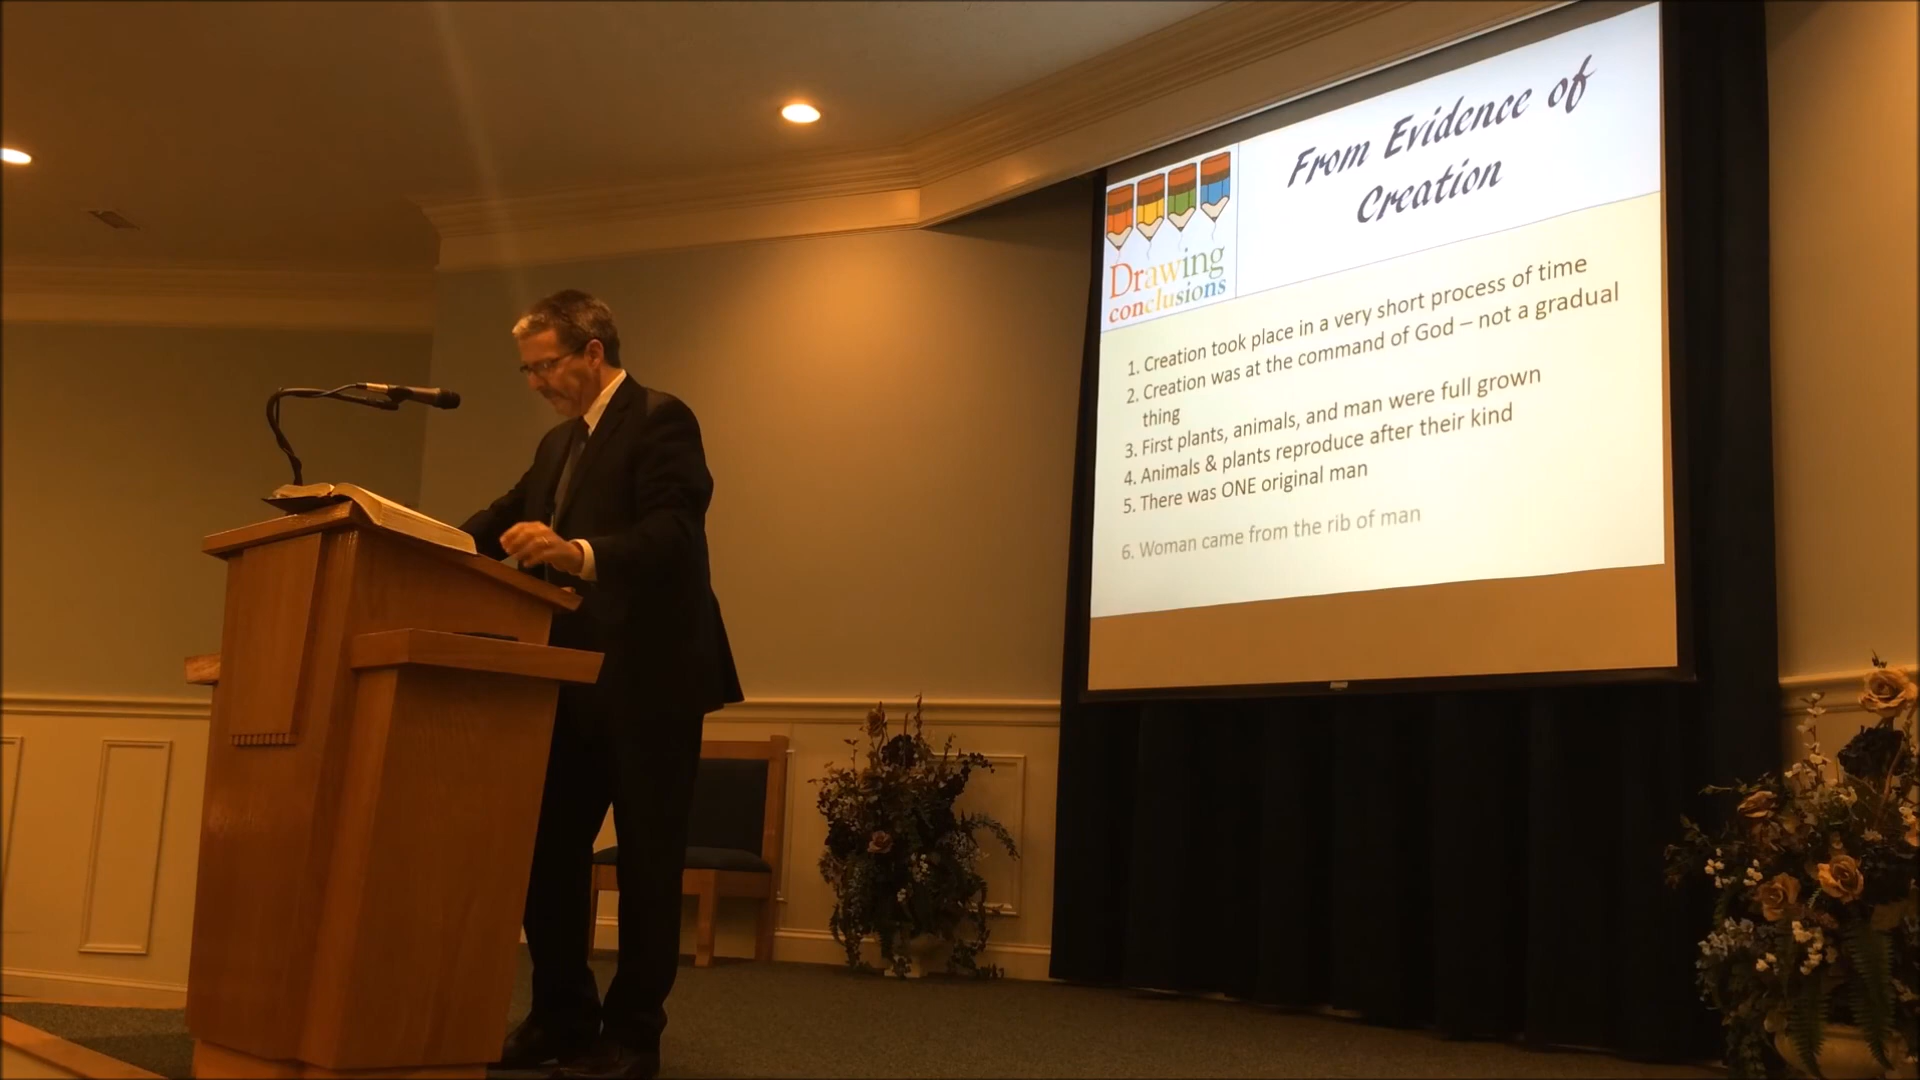 From Evidence of
Creation
Drawing
conclusions
1. Creation took place in a very short process of time
2. Creation was at the command of God – not a gradual
thing
3. First plants, animals, and man were full grown
4. Animals & plants reproduce after their kind
5. There was ONE original man
6. Woman came from the rib of man